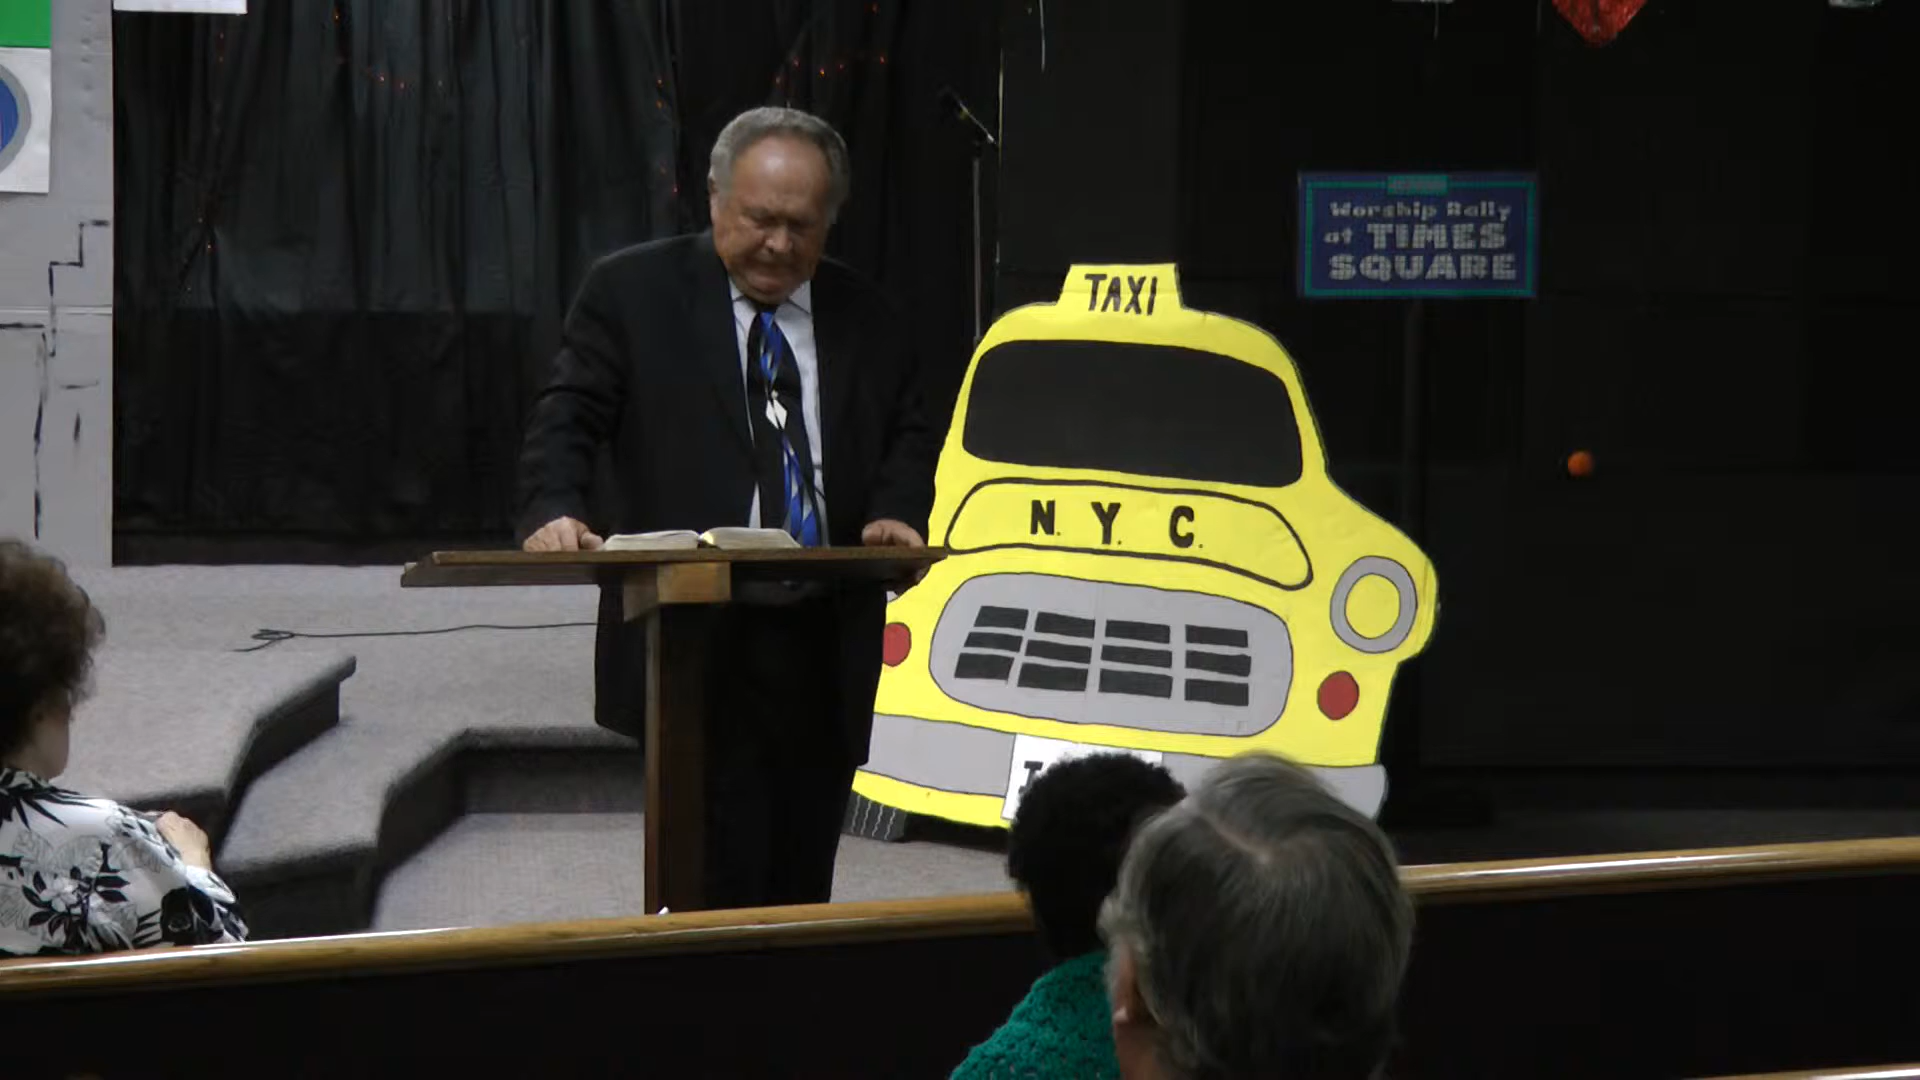 Worship Rally
at TIMES
SQUARE
TAXI
N. Y. C.